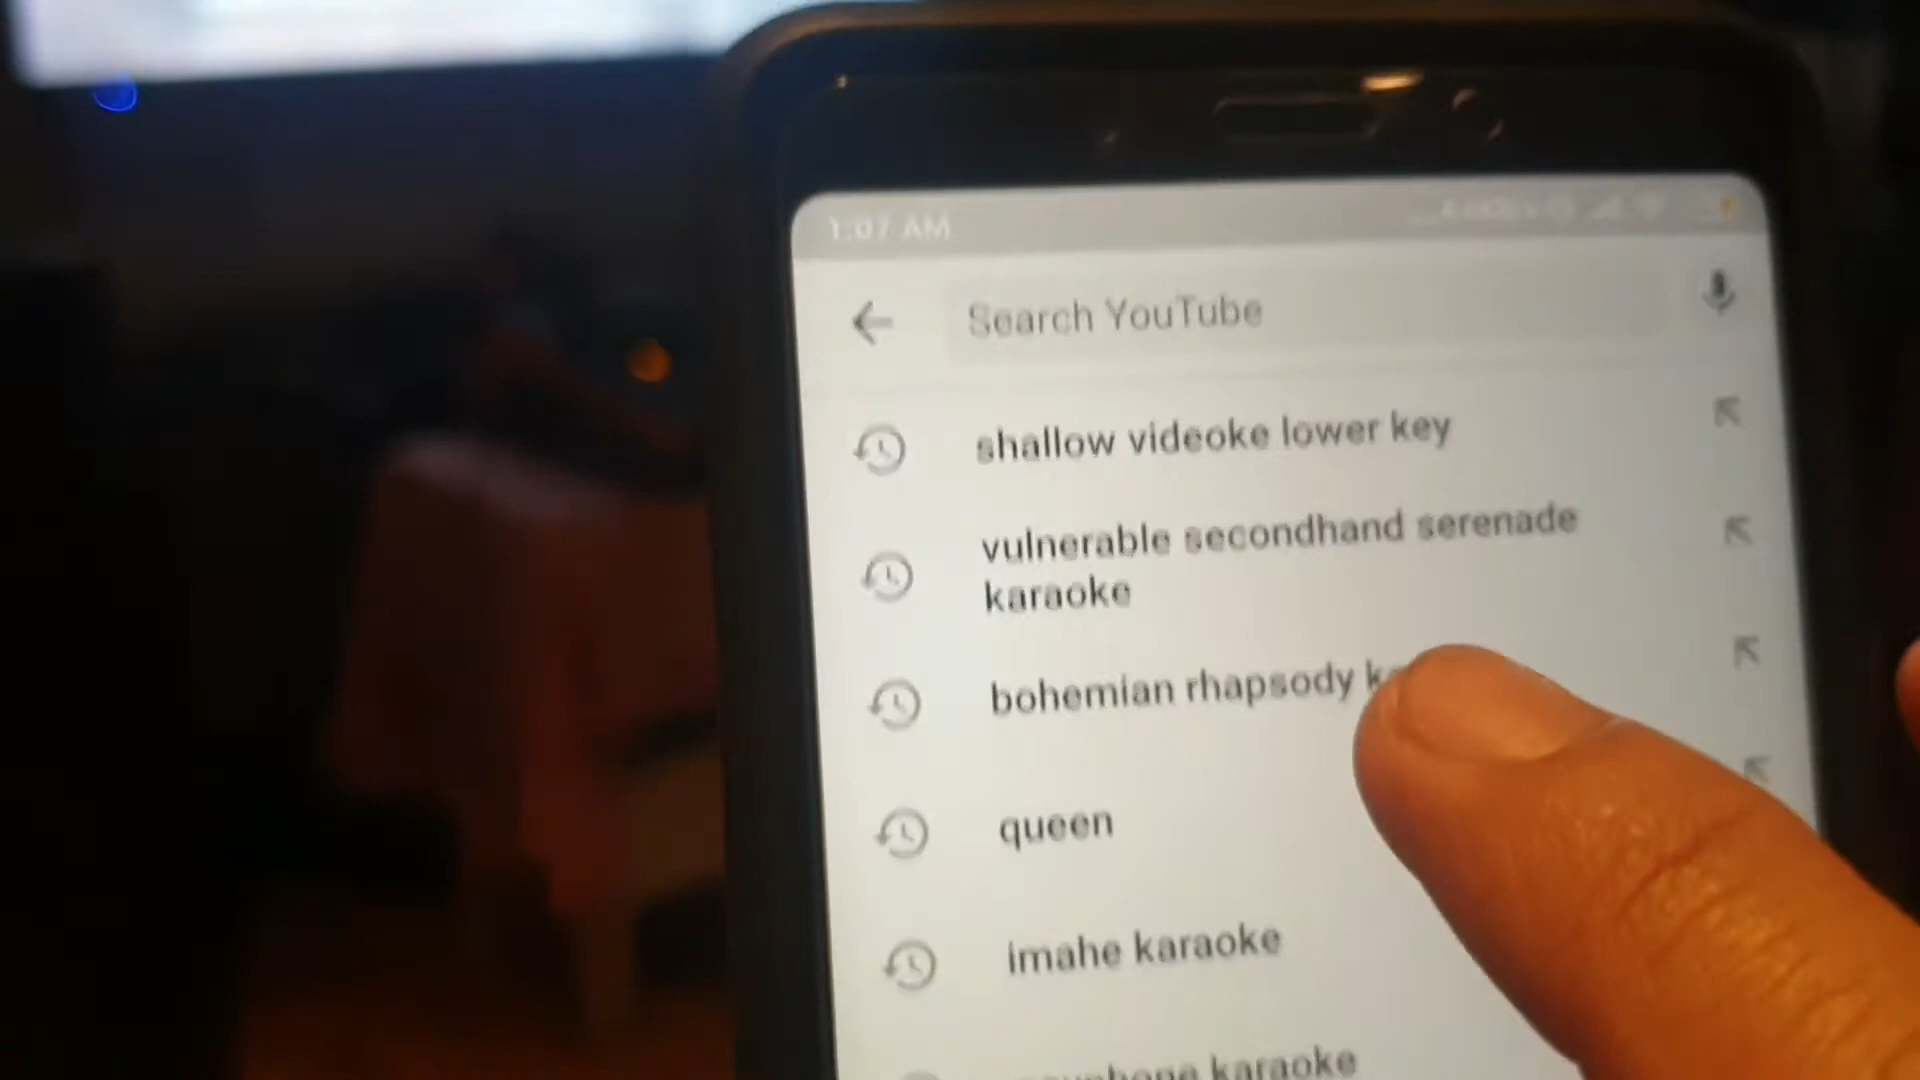 1:07 AM
Search YouTube
shallow videoke lower key
vulnerable secondhand serenade
karaoke
bohemian rhapsody
queen
imahe karaoke
karaoke